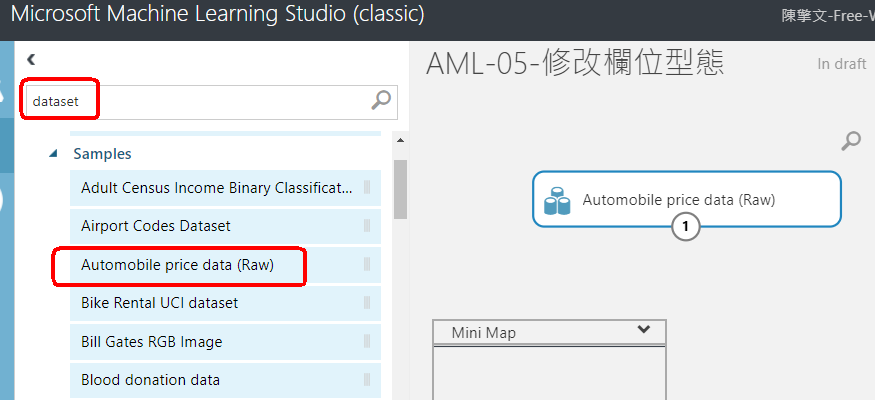 Microsoft Machine Learning Studio (classic)
陳擎文-Free-W
dataset
Samples
Adult Census Income Binary Classificat...
Airport Codes Dataset
Automobile price data (Raw)
Bike Rental UCI dataset
Bill Gates RGB Image
Blood donation data
AML-05-修改欄位型態
In draft
Automobile price data (Raw)
1
Mini Map